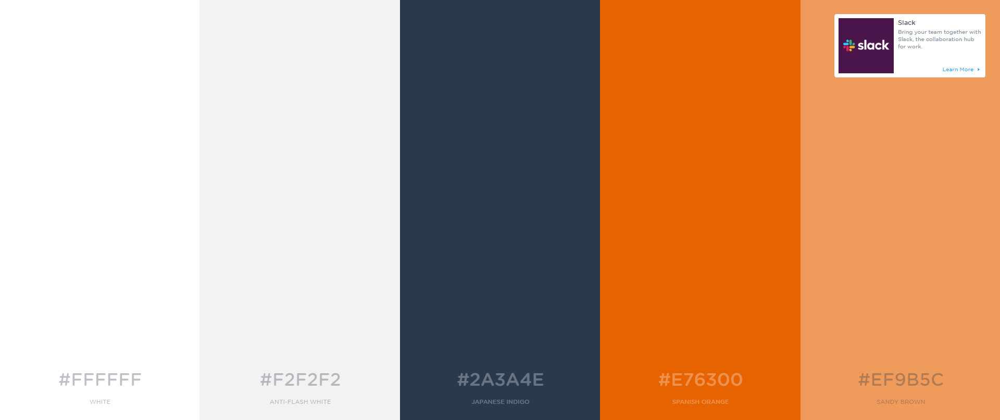 Slack
Bring your team together with
Slack, the collaboration hub
for work.
slack
Learn More
#FFFFFF
WHITE
#F2F2F2
ANTI-FLASH WHITE
#2A3A4E
JAPANESE INDIGO
#E76300
SPANISH ORANGE
#EF9B5C
SANDY BROWN